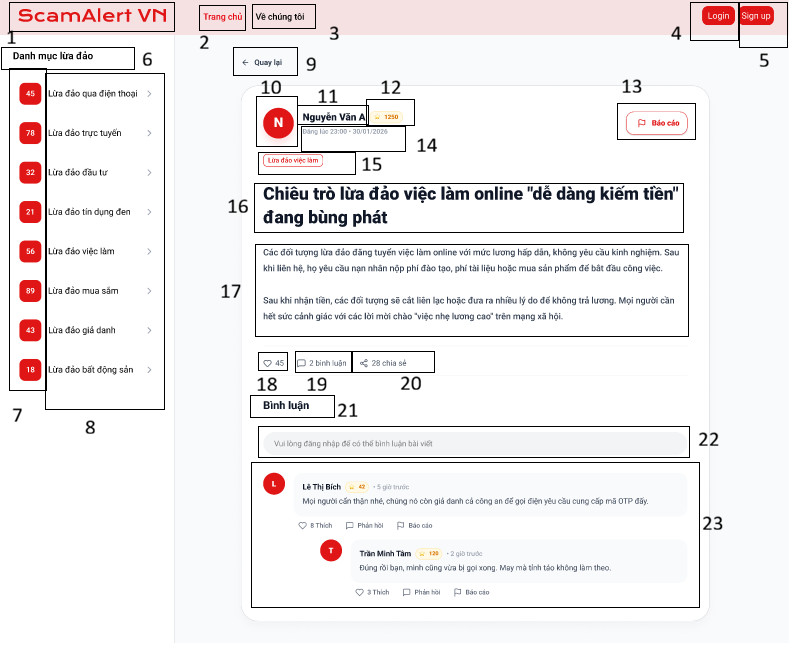 ScamAlert VN
Trang chủ
Về chúng tôi
Login
Sign up
1
2
3
4
5
Danh mục lừa đảo
6
45 Lừa đảo qua điện thoại
78 Lừa đảo trực tuyến
32 Lừa đảo đầu tư
21 Lừa đảo tín dụng đen
56 Lừa đảo việc làm
89 Lừa đảo mua sắm
43 Lừa đảo giả danh
18 Lừa đảo bất động sản
7
8
Quay lại
9
10
11
12
13
N
Nguyễn Văn A
1250
Báo cáo
Đăng lúc 23:00 • 30/01/2026
14
Lừa đảo việc làm
15
16
Chiêu trò lừa đảo việc làm online "dễ dàng kiếm tiền"
đang bùng phát
17
Các đối tượng lừa đảo đăng tuyển việc làm online với mức lương hấp dẫn, không yêu cầu kinh nghiệm. Sau
khi liên hệ, họ yêu cầu nạn nhân nộp phí đào tạo, phí tài liệu hoặc mua sản phẩm để bắt đầu công việc.
Sau khi nhận tiền, các đối tượng sẽ cắt liên lạc hoặc đưa ra nhiều lý do để không trả lương. Mọi người cần
hết sức cảnh giác với các lời mời chào "việc nhẹ lương cao" trên mạng xã hội.
45
2 bình luận
28 chia sẻ
18
19
20
Bình luận
21
Vui lòng đăng nhập để có thể bình luận bài viết
22
23
L
Lê Thị Bích 42 • 5 giờ trước
Mọi người cẩn thận nhé, chúng nó còn giả danh cả công an để gọi điện yêu cầu cung cấp mã OTP đấy.
8 Thích Phản hồi Báo cáo
T
Trần Minh Tâm 120 • 2 giờ trước
Đúng rồi bạn, mình cũng vừa bị gọi xong. May mà tỉnh táo không làm theo.
3 Thích Phản hồi Báo cáo